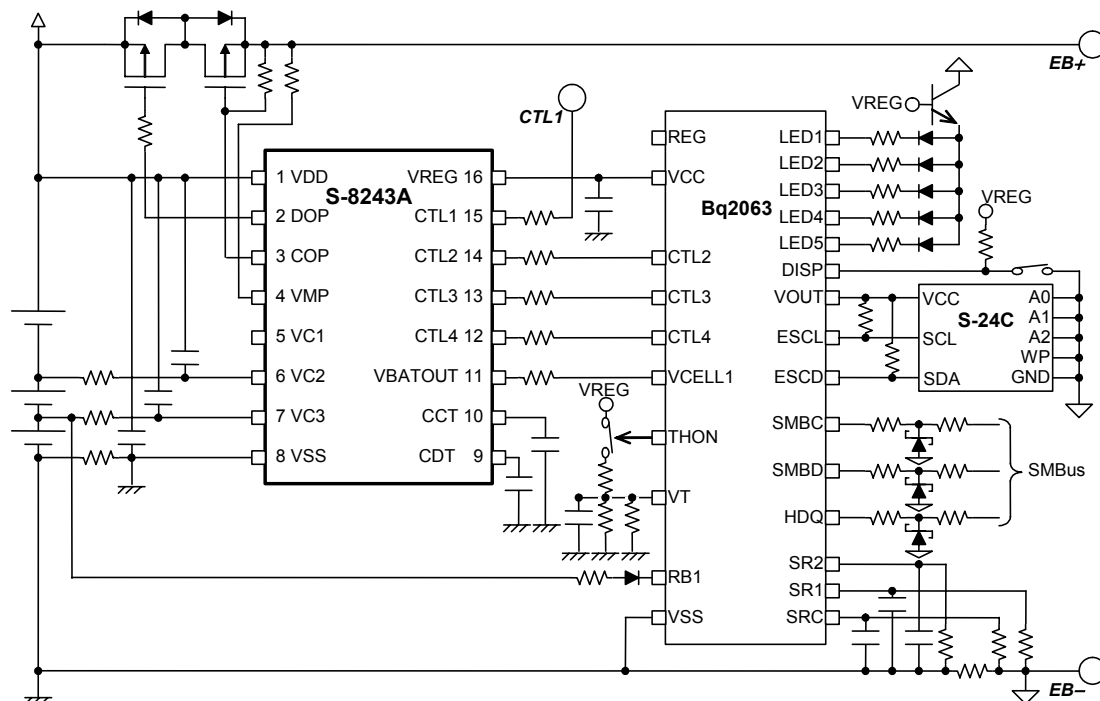 EB+
VREG
CTL1
S-8243A
1 VDD
2 DOP
3 COP
4 VMP
5 VC1
6 VC2
7 VC3
8 VSS
VREG 16
CTL1 15
CTL2 14
CTL3 13
CTL4 12
VBATOUT 11
CCT 10
CDT 9
VREG
Bq2063
REG
VCC
CTL2
CTL3
CTL4
VCELL1
THON
VT
RB1
VSS
LED1
LED2
LED3
LED4
LED5
DISP
VOUT
ESCL
ESCD
SMBC
SMBD
HDQ
SR2
SR1
SRC
VREG
S-24C
VCC
SCL
SDA
A0
A1
A2
WP
GND
SMBus
EB−